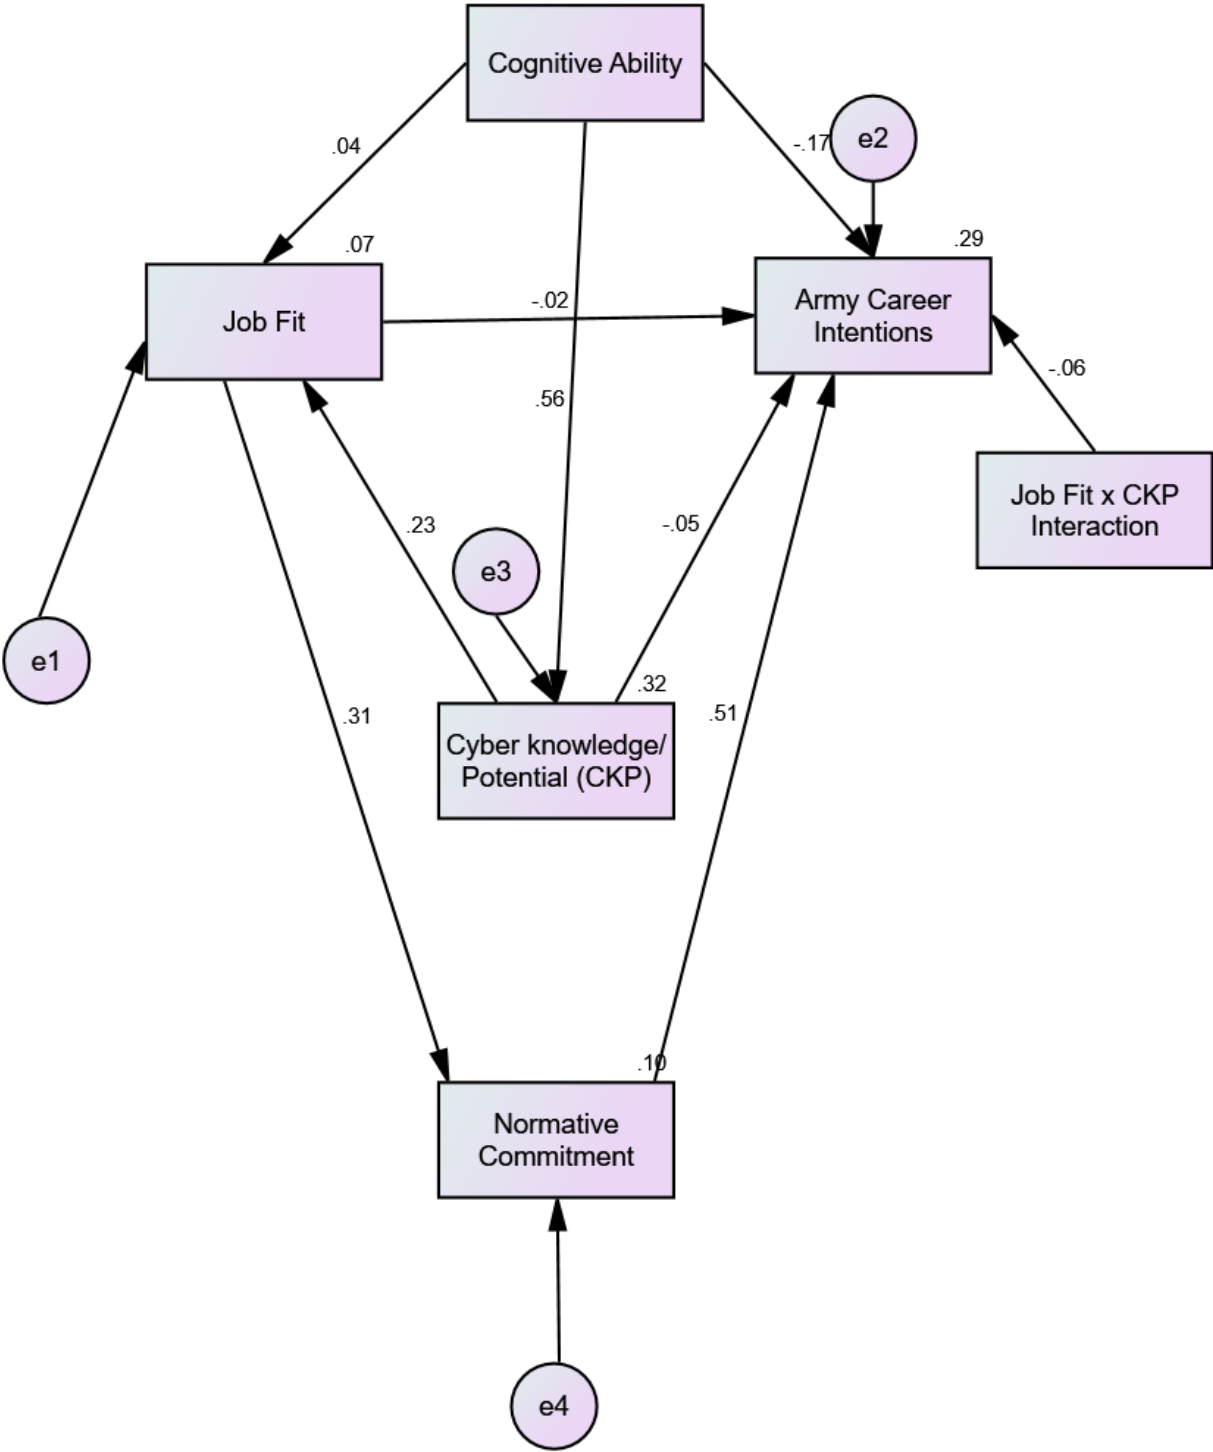 Cognitive Ability
e2
.04
-.17
.07
.29
Job Fit
-.02
Army Career
Intentions
-.06
.56
Job Fit x CKP
Interaction
.23
-.05
e3
e1
.32
.31
.51
Cyber knowledge/
Potential (CKP)
.10
Normative
Commitment
e4